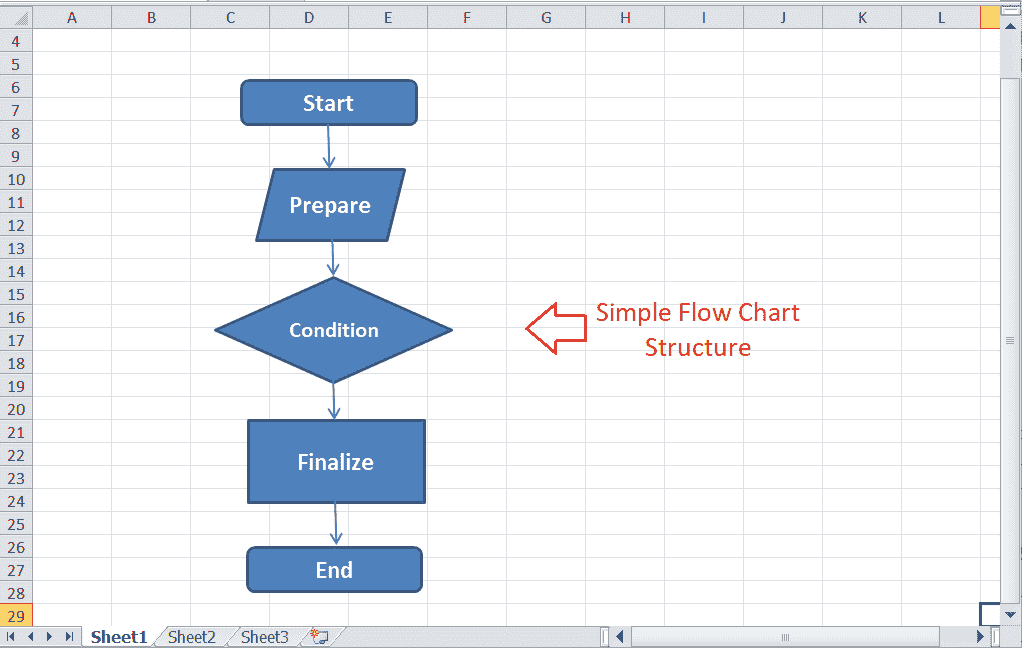 A B C D E F G H I J K L
4
5
6
7
Start
8
9
10
11
Prepare
12
13
14
15
16
Simple Flow Chart
Condition
17
Structure
18
19
20
21
22
Finalize
23
24
25
26
27
End
28
29
Sheet1 Sheet2 Sheet3